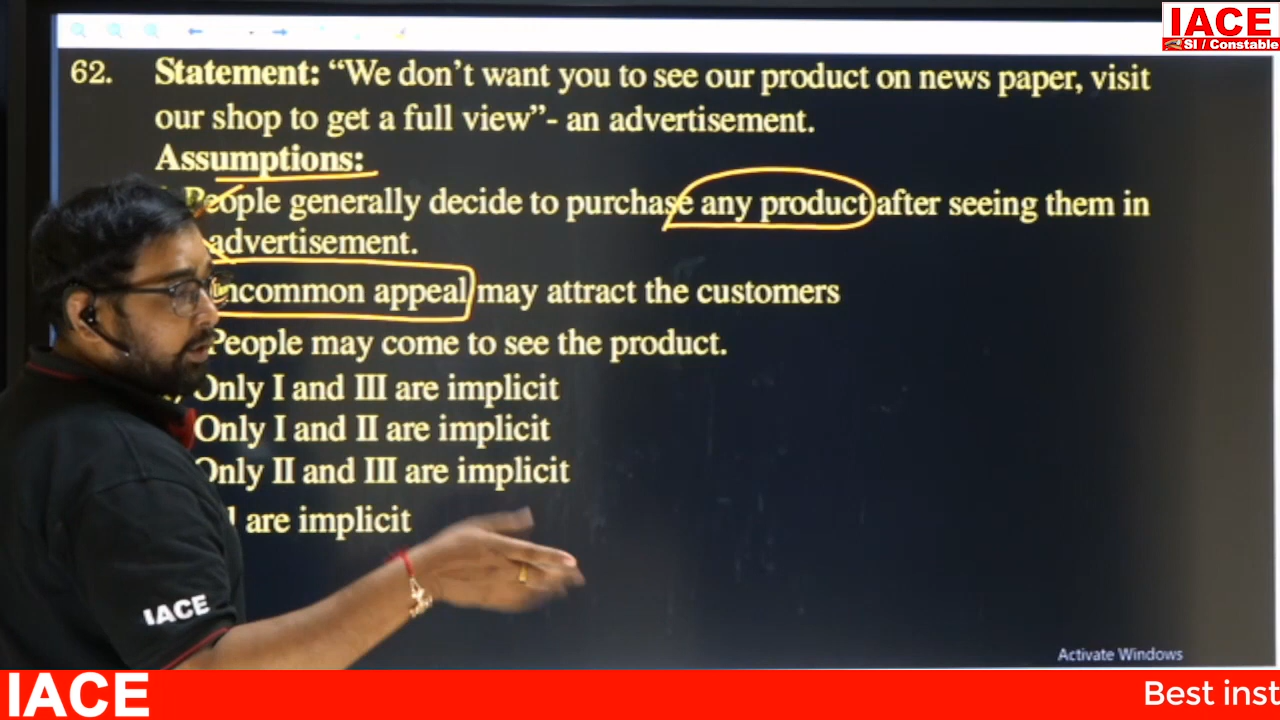 IACE
SI / Constable
62. Statement: “We don’t want you to see our product on news paper, visit
our shop to get a full view”- an advertisement.
Assumptions:
People generally decide to purchase any product after seeing them in
advertisement.
Uncommon appeal may attract the customers
People may come to see the product.
Only I and III are implicit
Only I and II are implicit
Only II and III are implicit
are implicit
IACE
Activate Windows
IACE
Best inst